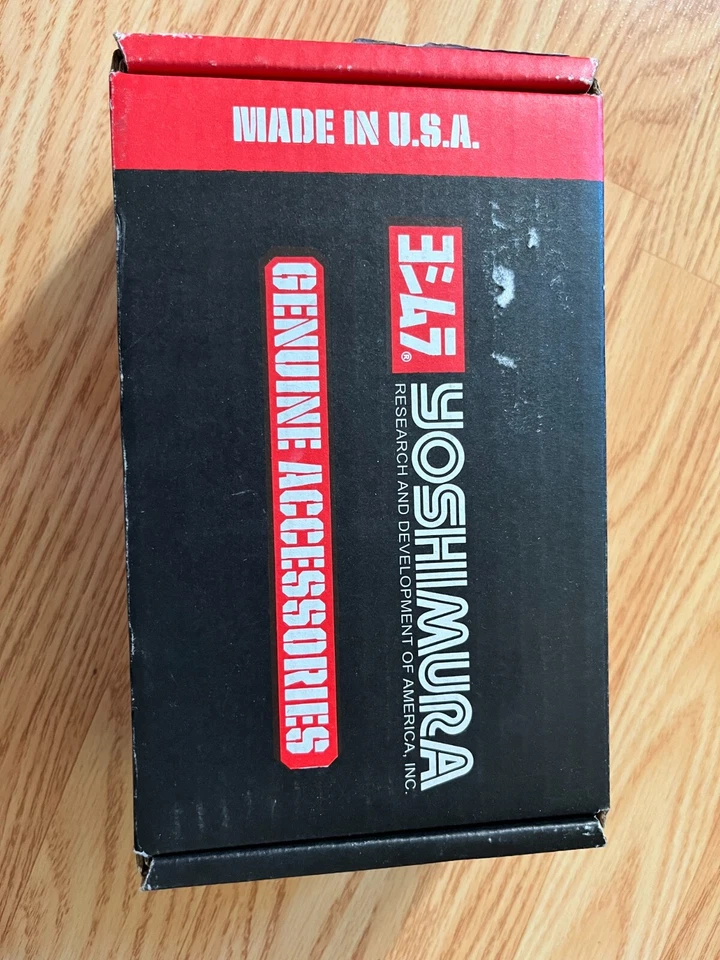 MADE IN U.S.A.
ヨシムラ®
YOSHIMURA
RESEARCH AND DEVELOPMENT OF AMERICA, INC.
GENUINE ACCESSORIES